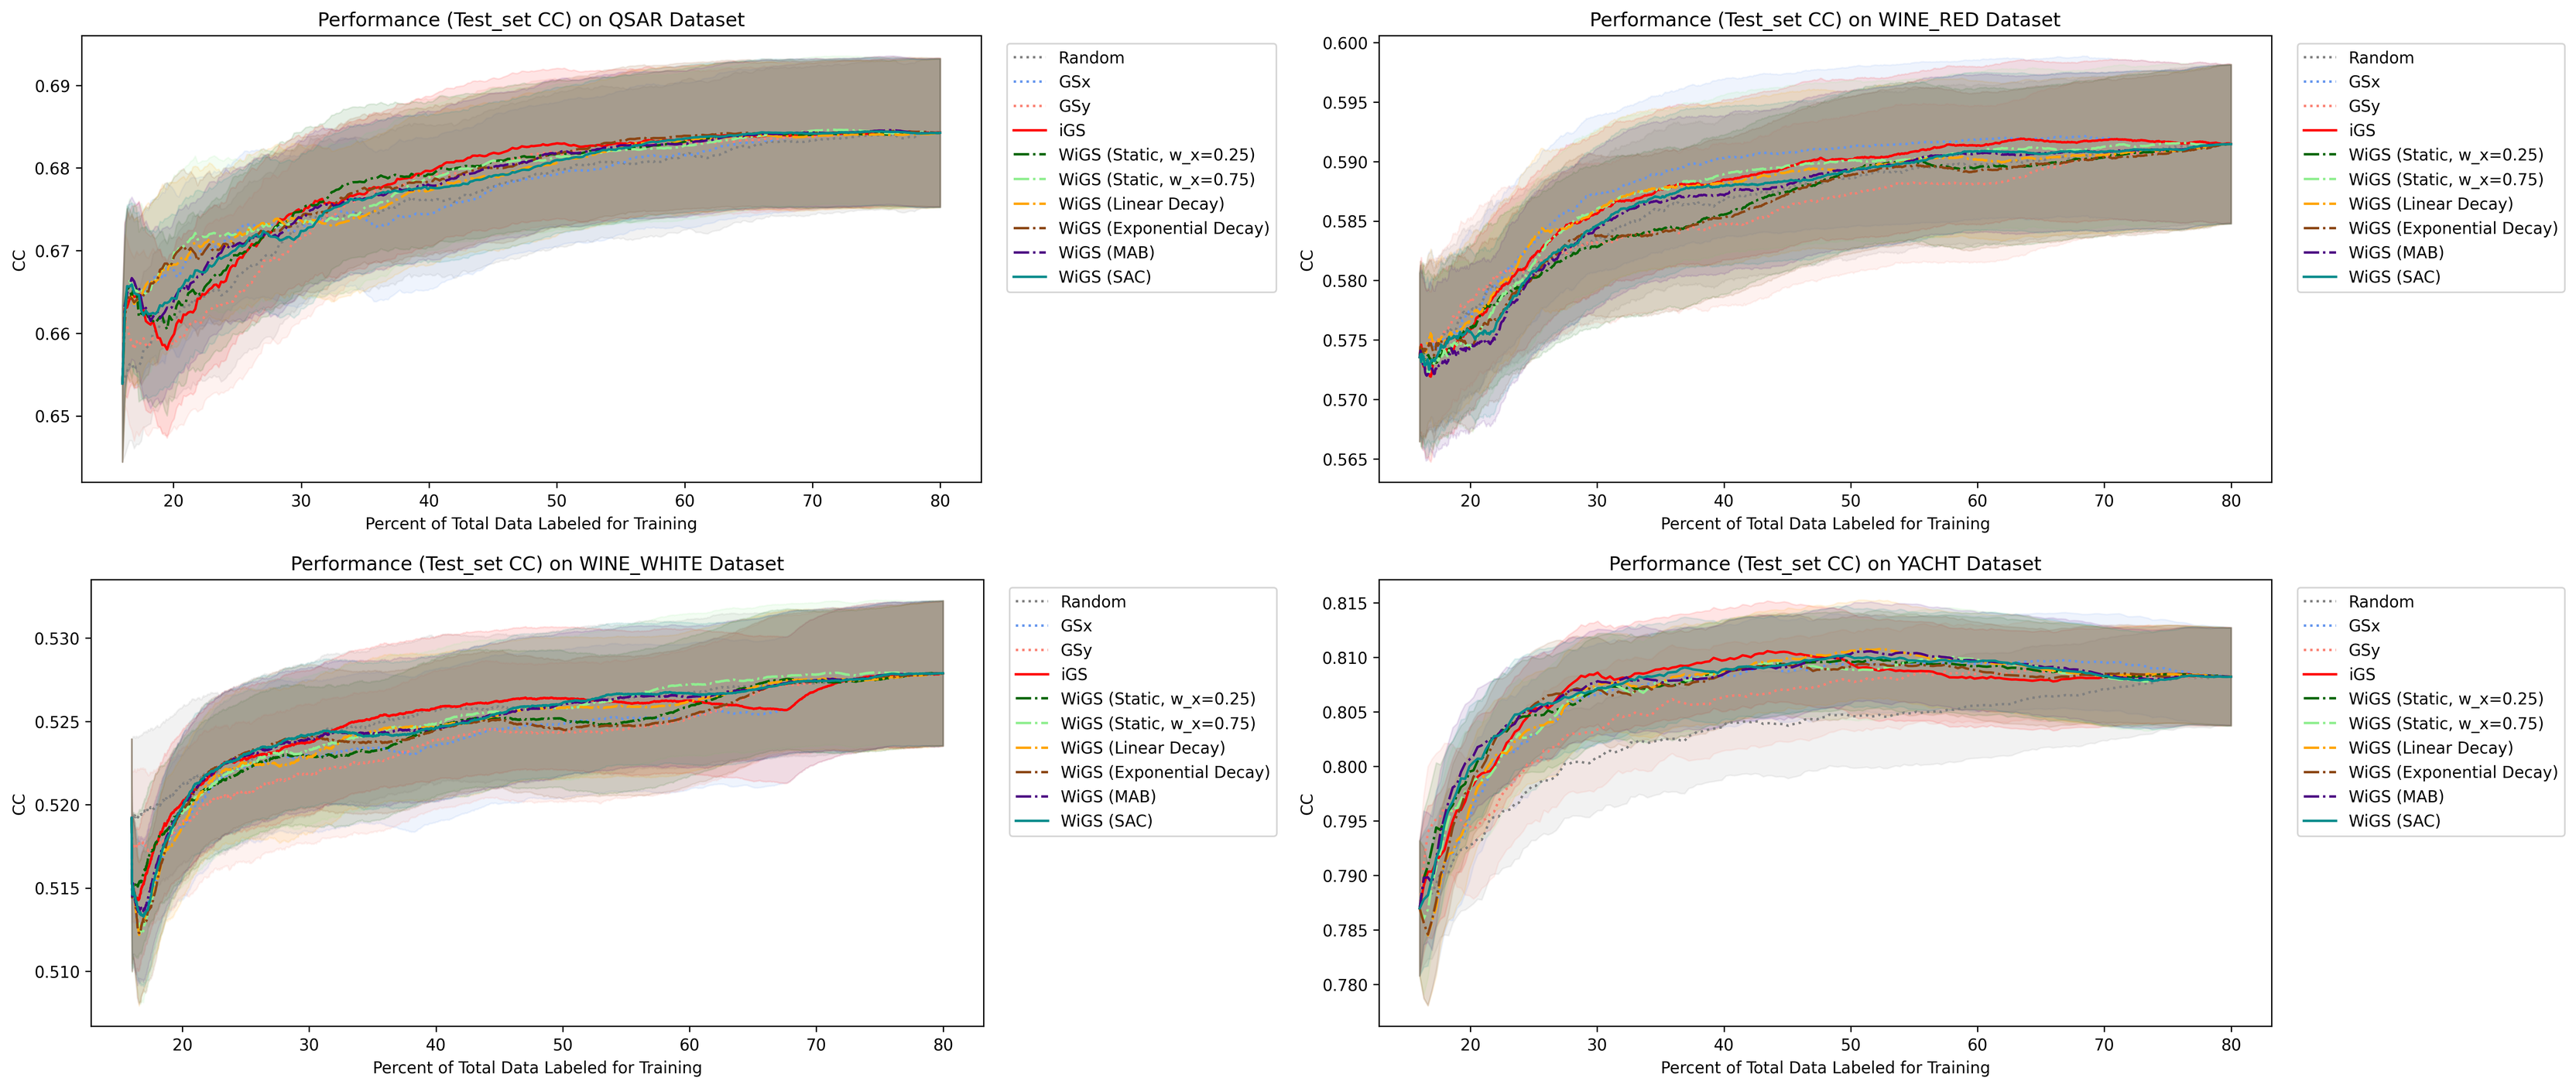 Performance (Test_set CC) on QSAR Dataset
CC
0.69
0.68
0.67
0.66
0.65
20 30 40 50 60 70 80
Percent of Total Data Labeled for Training
Random
GSx
GSy
iGS
WiGS (Static, w_x=0.25)
WiGS (Static, w_x=0.75)
WiGS (Linear Decay)
WiGS (Exponential Decay)
WiGS (MAB)
WiGS (SAC)
Performance (Test_set CC) on WINE_RED Dataset
CC
0.600
0.595
0.590
0.585
0.580
0.575
0.570
0.565
20 30 40 50 60 70 80
Percent of Total Data Labeled for Training
Random
GSx
GSy
iGS
WiGS (Static, w_x=0.25)
WiGS (Static, w_x=0.75)
WiGS (Linear Decay)
WiGS (Exponential Decay)
WiGS (MAB)
WiGS (SAC)
Performance (Test_set CC) on WINE_WHITE Dataset
CC
0.530
0.525
0.520
0.515
0.510
20 30 40 50 60 70 80
Percent of Total Data Labeled for Training
Random
GSx
GSy
iGS
WiGS (Static, w_x=0.25)
WiGS (Static, w_x=0.75)
WiGS (Linear Decay)
WiGS (Exponential Decay)
WiGS (MAB)
WiGS (SAC)
Performance (Test_set CC) on YACHT Dataset
CC
0.815
0.810
0.805
0.800
0.795
0.790
0.785
0.780
20 30 40 50 60 70 80
Percent of Total Data Labeled for Training
Random
GSx
GSy
iGS
WiGS (Static, w_x=0.25)
WiGS (Static, w_x=0.75)
WiGS (Linear Decay)
WiGS (Exponential Decay)
WiGS (MAB)
WiGS (SAC)